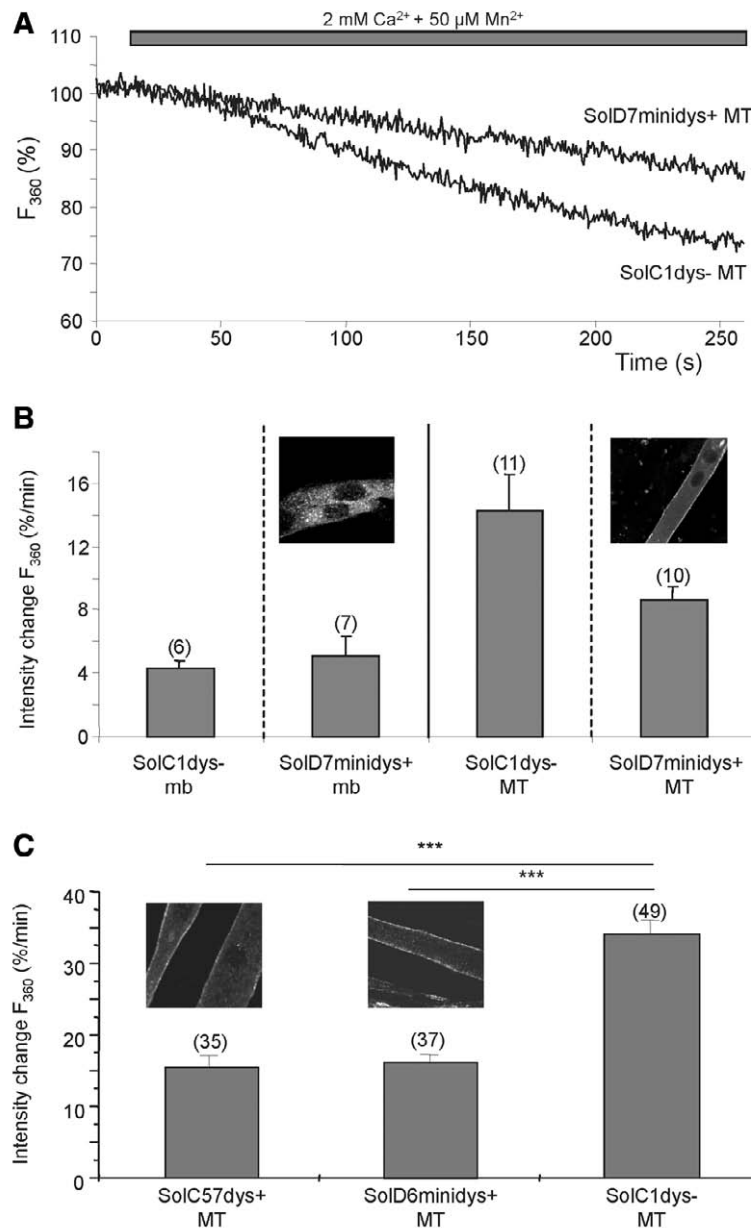 A
2 mM Ca²⁺ + 50 µM Mn²⁺
110
100
90
80
70
60
F₃₆₀ (%)
SolD7minidys+ MT
SolC1dys- MT
0 50 100 150 200 250
Time (s)
B
Intensity change F₃₆₀ (%/min)
16
12
8
4
0
(6) (7) (11) (10)
SolC1dys- SolD7minidys+ SolC1dys- SolD7minidys+
mb mb MT MT
C
***
***
Intensity change F₃₆₀ (%/min)
40
30
20
15
10
0
(35) (37) (49)
SolC57dys+ SolD6minidys+ SolC1dys-
MT MT MT